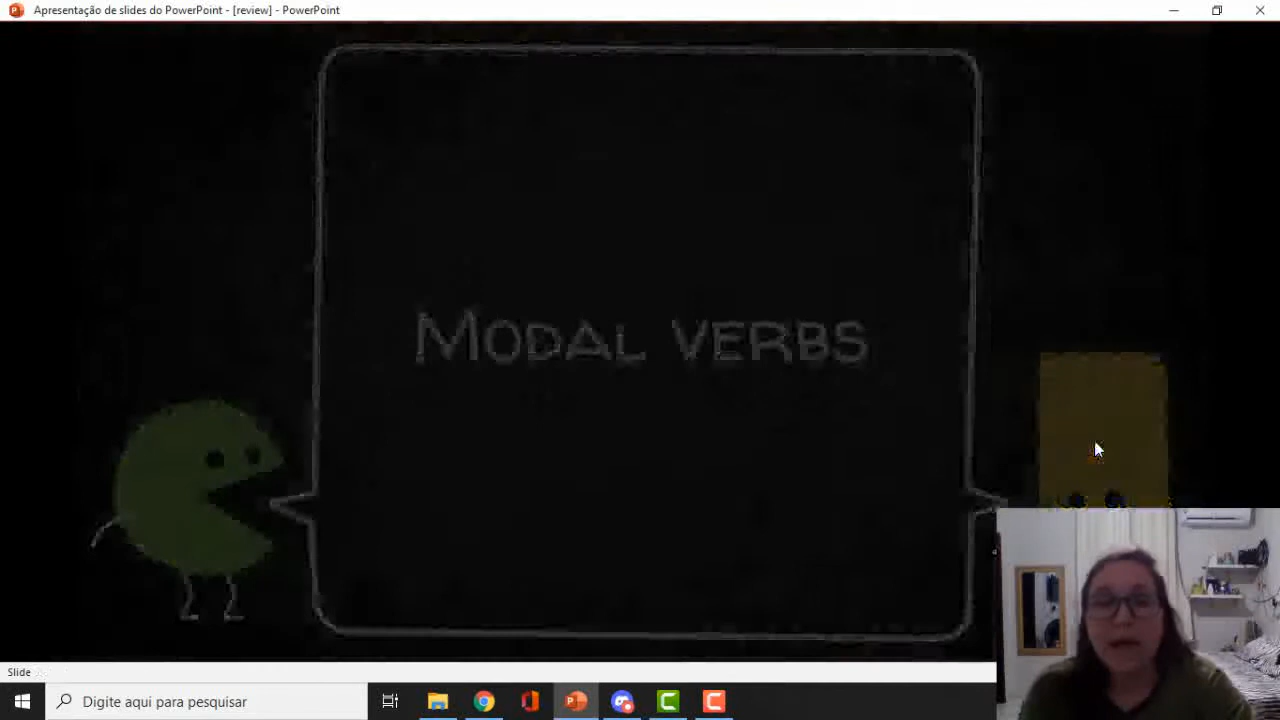 Apresentação de slides do PowerPoint - [review] - PowerPoint
MODAL VERBS
Slide
Digite aqui para pesquisar